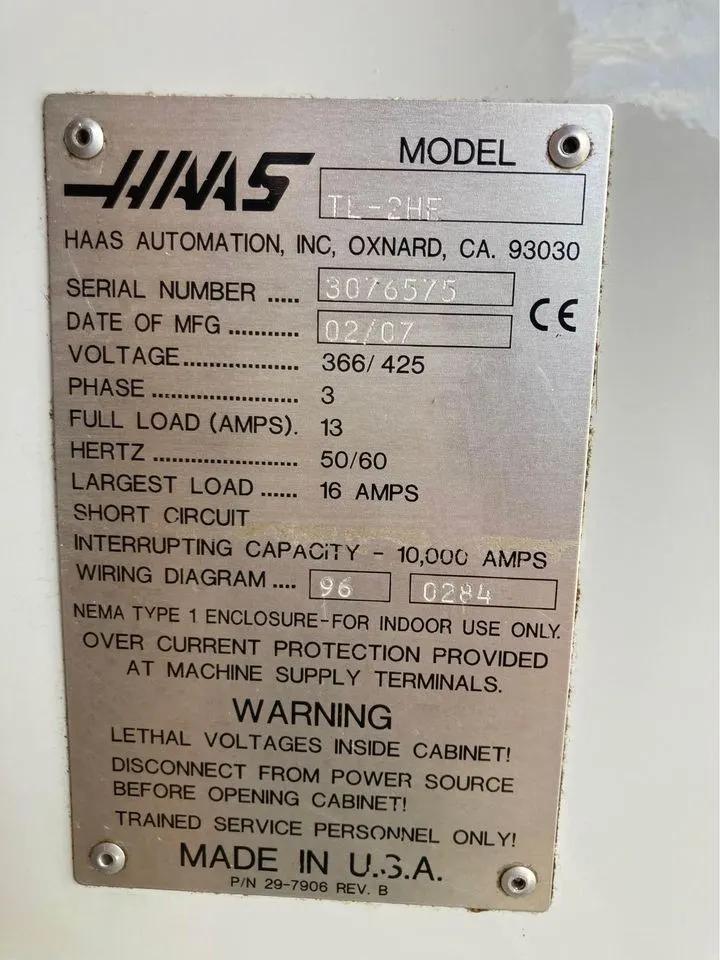 HAAS
MODEL
TL-2HE
HAAS AUTOMATION, INC, OXNARD, CA. 93030
SERIAL NUMBER ..... 3076575
DATE OF MFG .......... 02/07
CE
VOLTAGE.................. 366/425
PHASE ...................... 3
FULL LOAD (AMPS). 13
HERTZ ...................... 50/60
LARGEST LOAD ...... 16 AMPS
SHORT CIRCUIT
INTERRUPTING CAPACITY - 10,000 AMPS
WIRING DIAGRAM .... 96 0284
NEMA TYPE 1 ENCLOSURE-FOR INDOOR USE ONLY.
OVER CURRENT PROTECTION PROVIDED
AT MACHINE SUPPLY TERMINALS.
WARNING
LETHAL VOLTAGES INSIDE CABINET!
DISCONNECT FROM POWER SOURCE
BEFORE OPENING CABINET!
TRAINED SERVICE PERSONNEL ONLY!
MADE IN U.S.A.
P/N 29-7906 REV. B